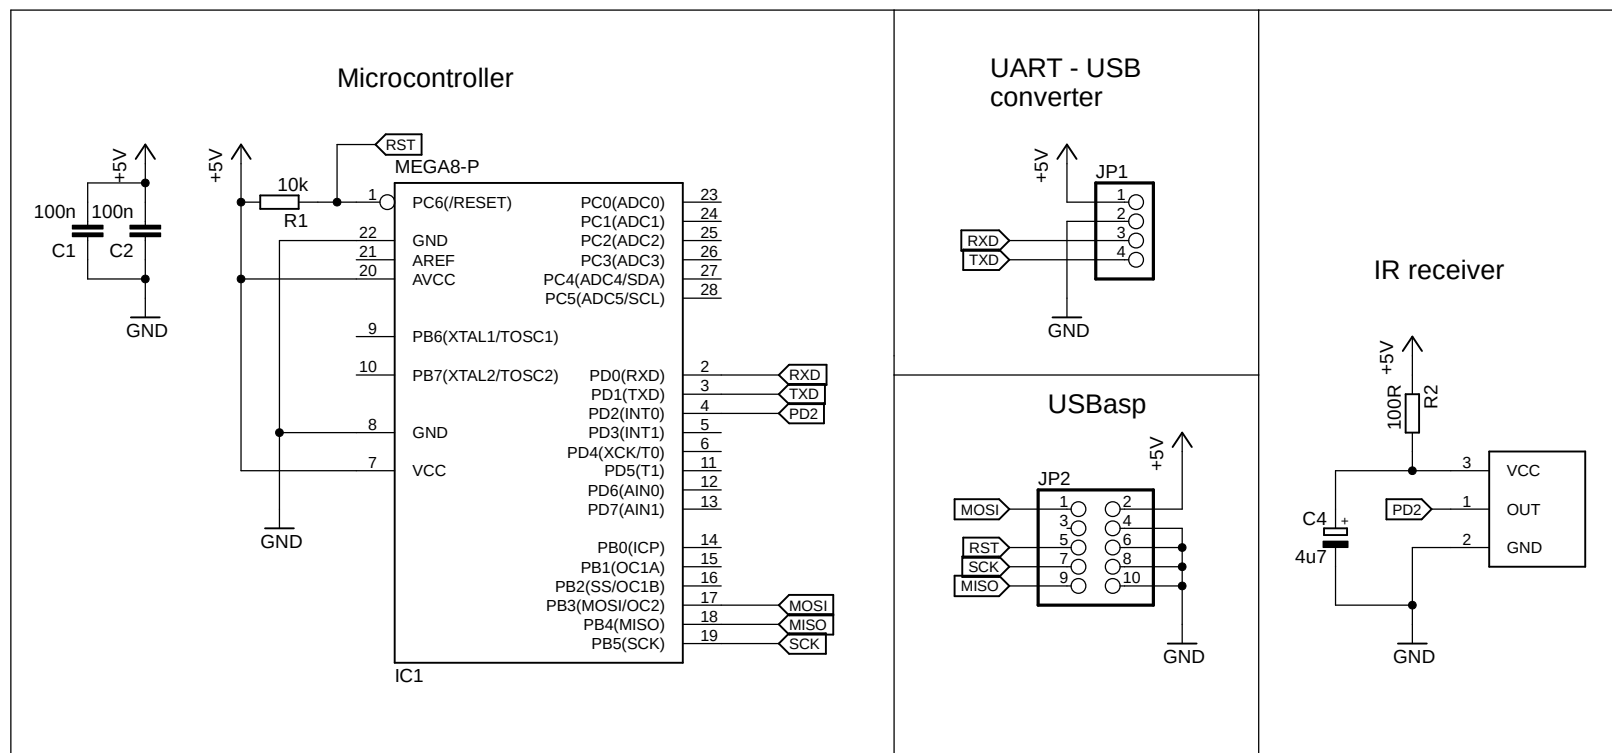 Microcontroller
+5V
100n
100n
C1
C2
GND
+5V
RST
MEGA8-P
10k
R1
1
PC6(/RESET)
22
GND
21
AREF
20
AVCC
9
PB6(XTAL1/TOSC1)
10
PB7(XTAL2/TOSC2)
8
GND
7
VCC
GND
PC0(ADC0)
23
PC1(ADC1)
24
PC2(ADC2)
25
PC3(ADC3)
26
PC4(ADC4/SDA)
27
PC5(ADC5/SCL)
28
PD0(RXD)
2
RXD
PD1(TXD)
3
TXD
PD2(INT0)
4
PD2
PD3(INT1)
5
PD4(XCK/T0)
6
PD5(T1)
11
PD6(AIN0)
12
PD7(AIN1)
13
PB0(ICP)
14
PB1(OC1A)
15
PB2(SS/OC1B)
16
PB3(MOSI/OC2)
17
MOSI
PB4(MISO)
18
MISO
PB5(SCK)
19
SCK
IC1
UART - USB
converter
+5V
JP1
1
2
RXD
3
TXD
4
GND
USBasp
+5V
JP2
MOSI
1
2
3
4
RST
5
6
SCK
7
8
MISO
9
10
GND
IR receiver
+5V
100R
R2
3
VCC
PD2
1
OUT
C4
+
4u7
2
GND
GND